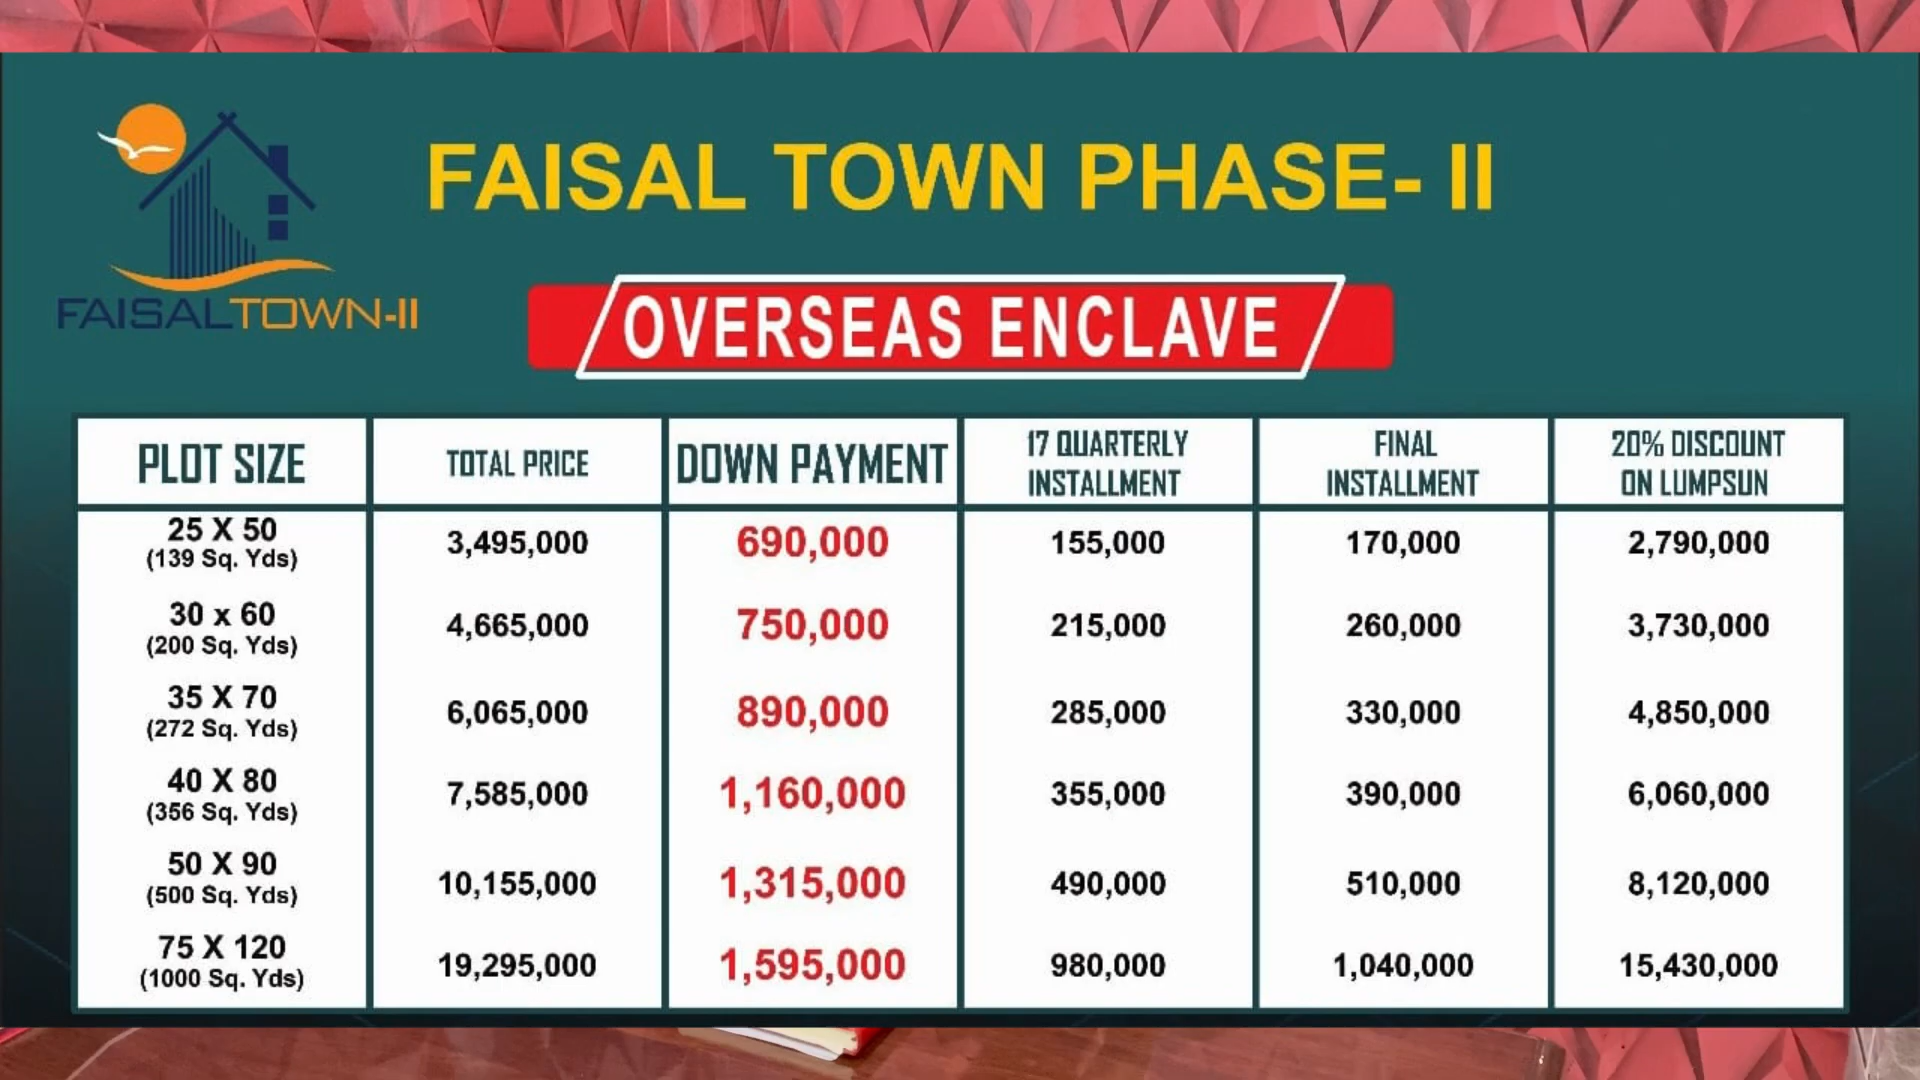 FAISAL TOWN PHASE- II
FAISALTOWN-II
OVERSEAS ENCLAVE
PLOT SIZE
TOTAL PRICE
DOWN PAYMENT
17 QUARTERLY
INSTALLMENT
FINAL
INSTALLMENT
20% DISCOUNT
ON LUMPSUN
25 X 50
(139 Sq. Yds)
3,495,000
690,000
155,000
170,000
2,790,000
30 x 60
(200 Sq. Yds)
4,665,000
750,000
215,000
260,000
3,730,000
35 X 70
(272 Sq. Yds)
6,065,000
890,000
285,000
330,000
4,850,000
40 X 80
(356 Sq. Yds)
7,585,000
1,160,000
355,000
390,000
6,060,000
50 X 90
(500 Sq. Yds)
10,155,000
1,315,000
490,000
510,000
8,120,000
75 X 120
(1000 Sq. Yds)
19,295,000
1,595,000
980,000
1,040,000
15,430,000